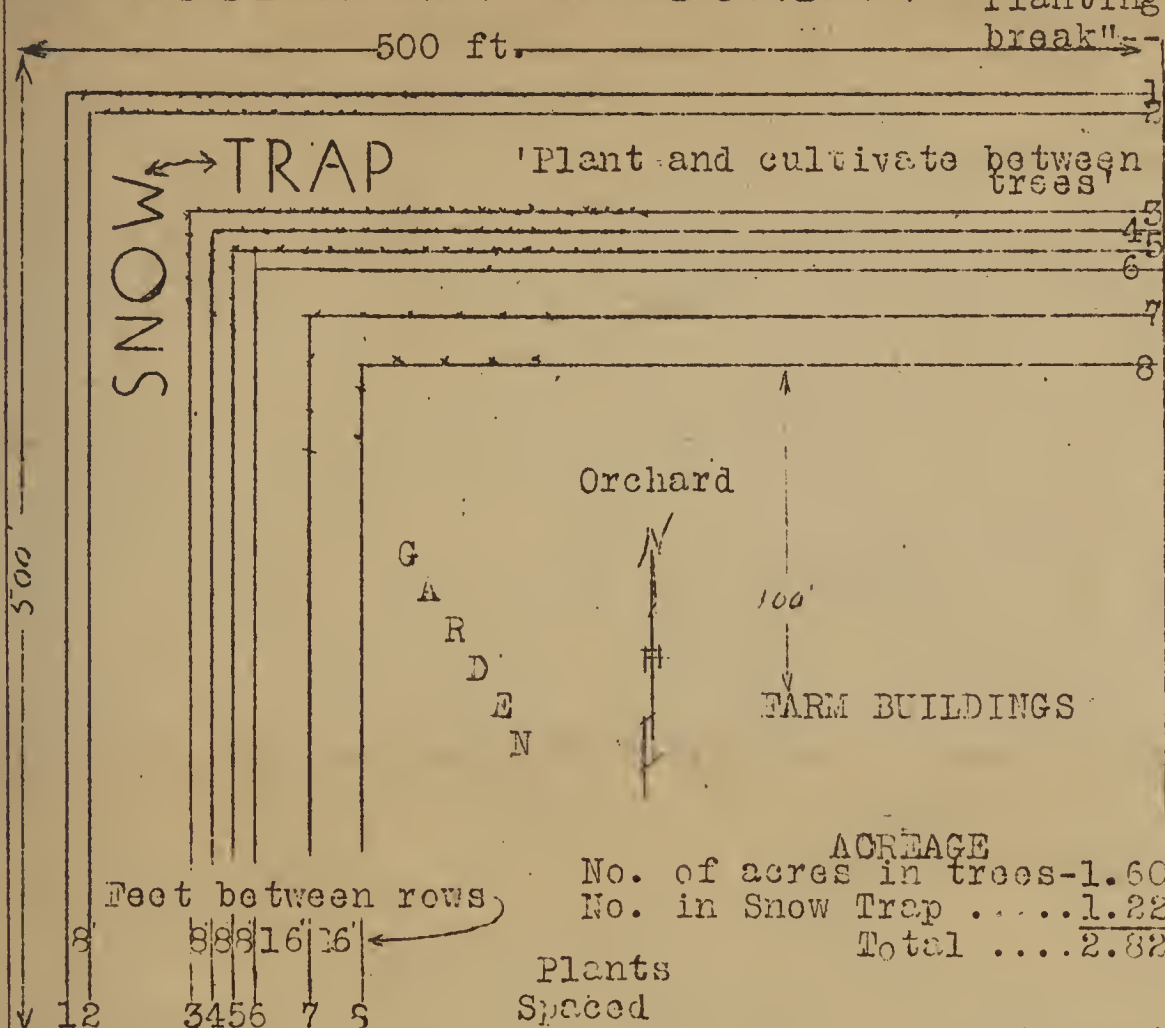 Planting
break"--
500 ft.
1
2
SNOW TRAP
'Plant and cultivate between
trees'
3
4
5
6
7
8
Orchard
N
500'
100'
GARDEN
FARM BUILDINGS
ACREAGE
No. of acres in trees-1.60
No. in Snow Trap .....1.22
Total ....2.82
Feet between rows
8' 8 8 8 16' 16'
Plants
Spaced
1 2 3 4 5 6 7 8